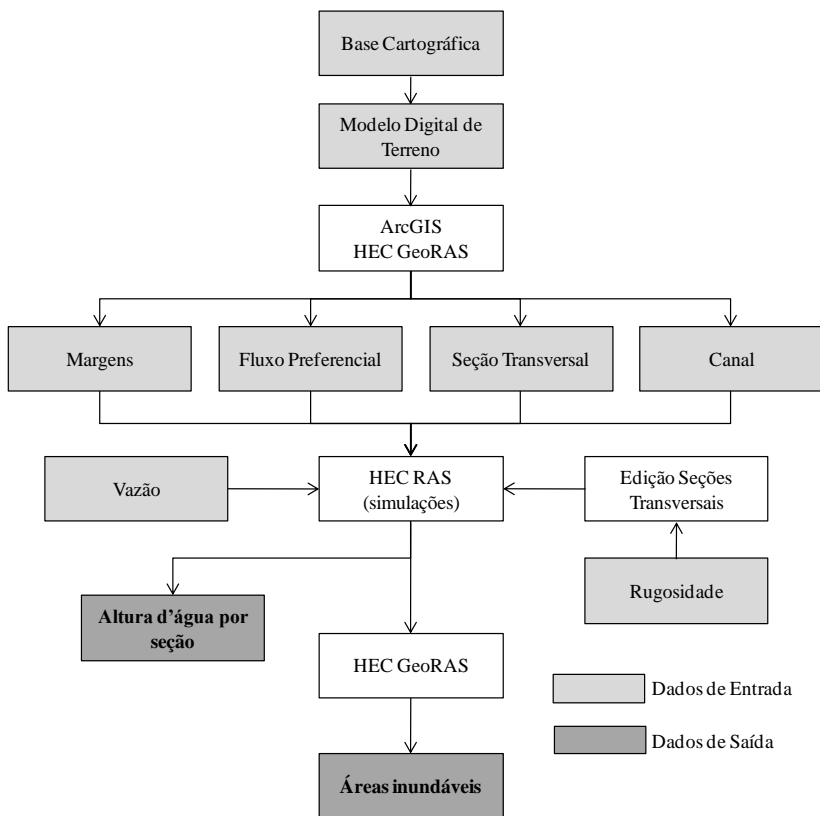 Base Cartográfica
Modelo Digital de
Terreno
ArcGIS
HEC GeoRAS
Margens
Fluxo Preferencial
Seção Transversal
Canal
Vazão
HEC RAS
(simulações)
Edição Seções
Transversais
Altura d’água por
seção
Rugosidade
HEC GeoRAS
Dados de Entrada
Dados de Saída
Áreas inundáveis